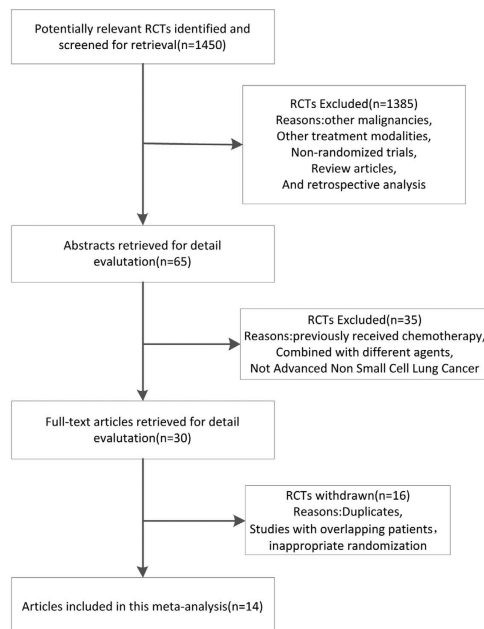 Potentially relevant RCTs identified and
screened for retrieval(n=1450)
RCTs Excluded(n=1385)
Reasons:other malignancies,
Other treatment modalities,
Non-randomized trials,
Review articles,
And retrospective analysis
Abstracts retrieved for detail
evalutation(n=65)
RCTs Excluded(n=35)
Reasons:previously received chemotherapy,
Combined with different agents,
Not Advanced Non Small Cell Lung Cancer
Full-text articles retrieved for detail
evalutation(n=30)
RCTs withdrawn(n=16)
Reasons:Duplicates,
Studies with overlapping patients，
inappropriate randomization
Articles included in this meta-analysis(n=14)